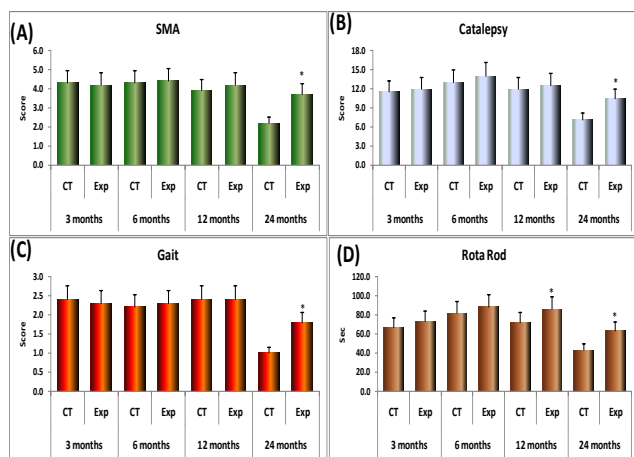 (A)
SMA
Score
5.0
6.0
4.0
3.0
2.0
1.0
0.0
CT Exp CT Exp CT Exp CT Exp
3 months 6 months 12 months 24 months
*
(B)
Catalepsy
Score
18.0
15.0
12.0
9.0
6.0
3.0
0.0
CT Exp CT Exp CT Exp CT Exp
3 months 6 months 12 months 24 months
*
(C)
Gait
Score
3.0
2.5
2.0
1.5
1.0
0.5
0.0
CT Exp CT Exp CT Exp CT Exp
3 months 6 months 12 months 24 months
*
(D)
Rota Rod
Sec
120.0
100.0
80.0
60.0
40.0
20.0
0.0
CT Exp CT Exp CT Exp CT Exp
3 months 6 months 12 months 24 months
*
*